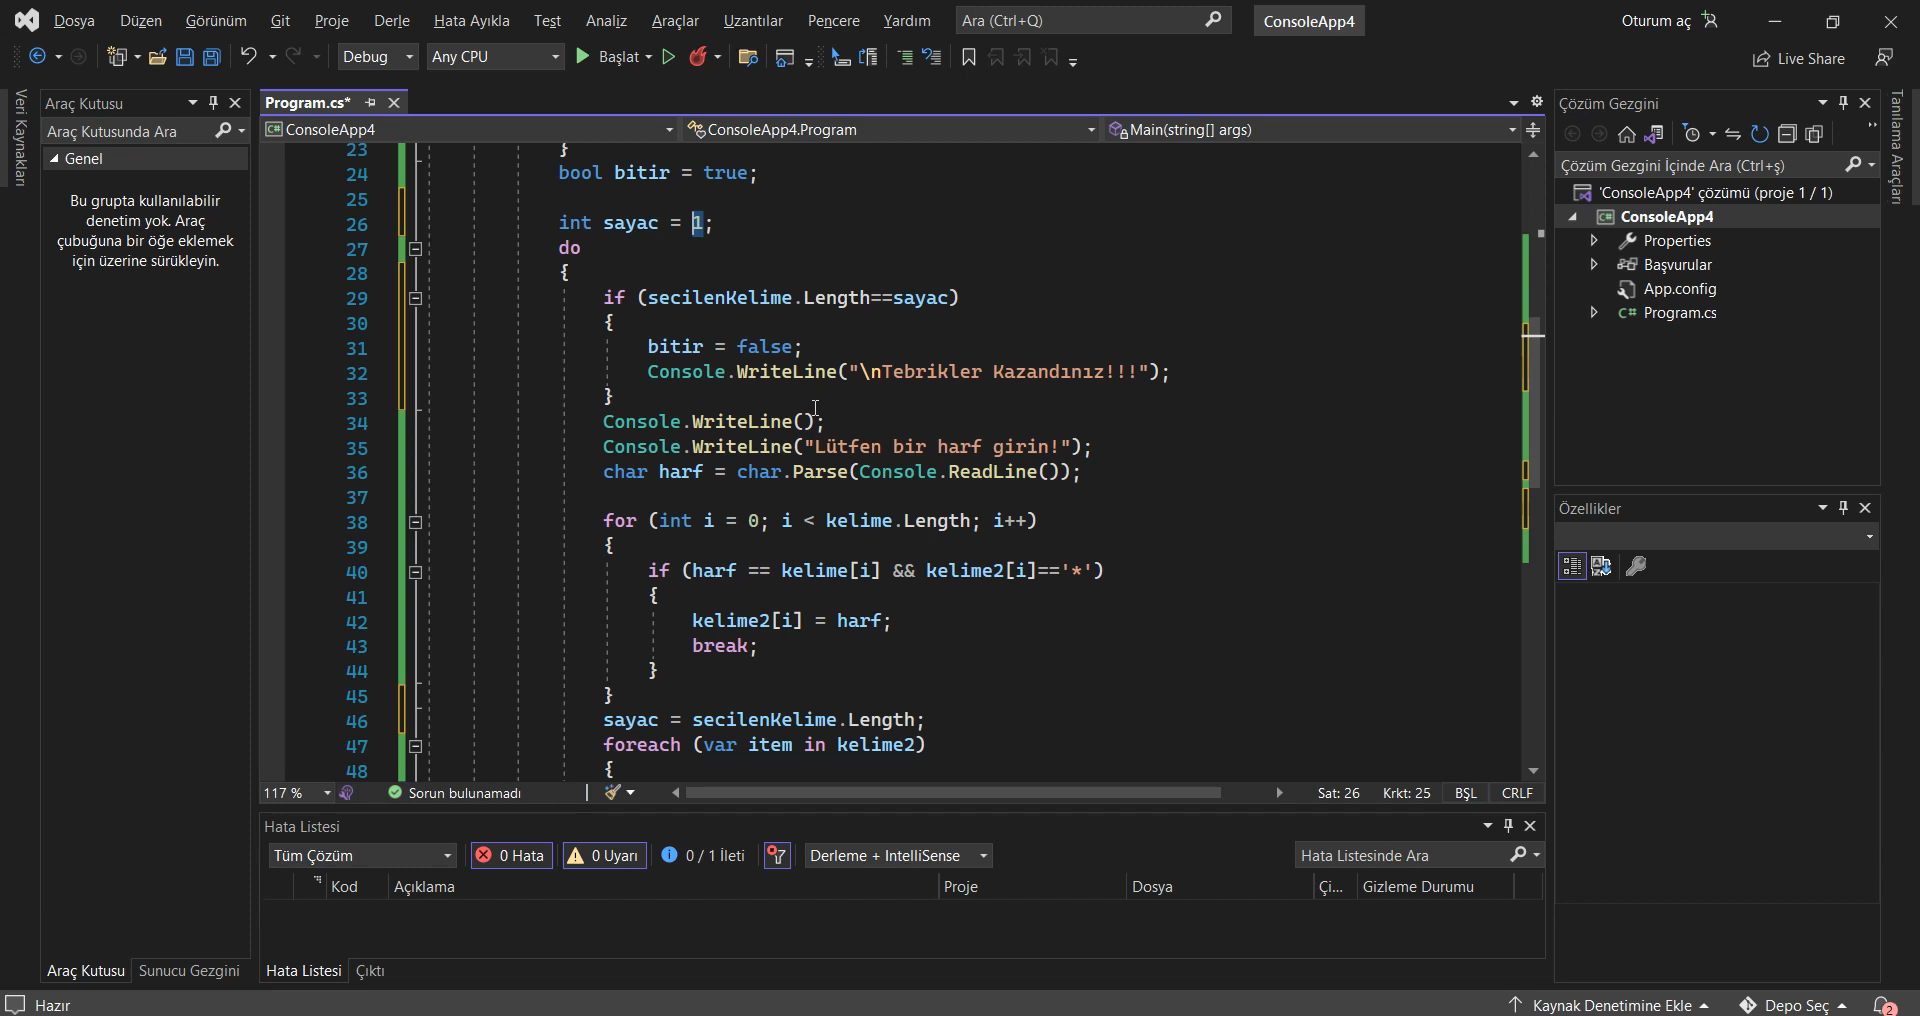 Dosya Düzen Görünüm Git Proje Derle Hata Ayıkla Test Analiz Araçlar Uzantılar Pencere Yardım Ara (Ctrl+Q) ConsoleApp4 Oturum aç
Debug Any CPU Başlat Live Share
Veri Kaynakları
Araç Kutusu
Araç Kutusunda Ara
Genel
Bu grupta kullanılabilir
denetim yok. Araç
çubuğuna bir öğe eklemek
için üzerine sürükleyin.
Araç Kutusu Sunucu Gezgini
Program.cs*
C# ConsoleApp4 ConsoleApp4.Program Main(string[] args)
23 }
24 bool bitir = true;
25
26 int sayac = 1;
27 do
28 {
29 if (secilenKelime.Length==sayac)
30 {
31 bitir = false;
32 Console.WriteLine("\nTebrikler Kazandınız!!!");
33 }
34 Console.WriteLine();
35 Console.WriteLine("Lütfen bir harf girin!");
36 char harf = char.Parse(Console.ReadLine());
37
38 for (int i = 0; i < kelime.Length; i++)
39 {
40 if (harf == kelime[i] && kelime2[i]=='*')
41 {
42 kelime2[i] = harf;
43 break;
44 }
45 }
46 sayac = secilenKelime.Length;
47 foreach (var item in kelime2)
48 {
117 % Sorun bulunamadı Sat: 26 Krkt: 25 BŞL CRLF
Hata Listesi
Tüm Çözüm 0 Hata 0 Uyarı 0 / 1 İleti Derleme + IntelliSense Hata Listesinde Ara
Kod Açıklama Proje Dosya Çi... Gizleme Durumu
Hata Listesi Çıktı
Çözüm Gezgini
Çözüm Gezgini İçinde Ara (Ctrl+ş)
'ConsoleApp4' çözümü (proje 1 / 1)
C# ConsoleApp4
Properties
Başvurular
App.config
C# Program.cs
Özellikler
Tanılama Araçları
Hazır Kaynak Denetimine Ekle Depo Seç 2